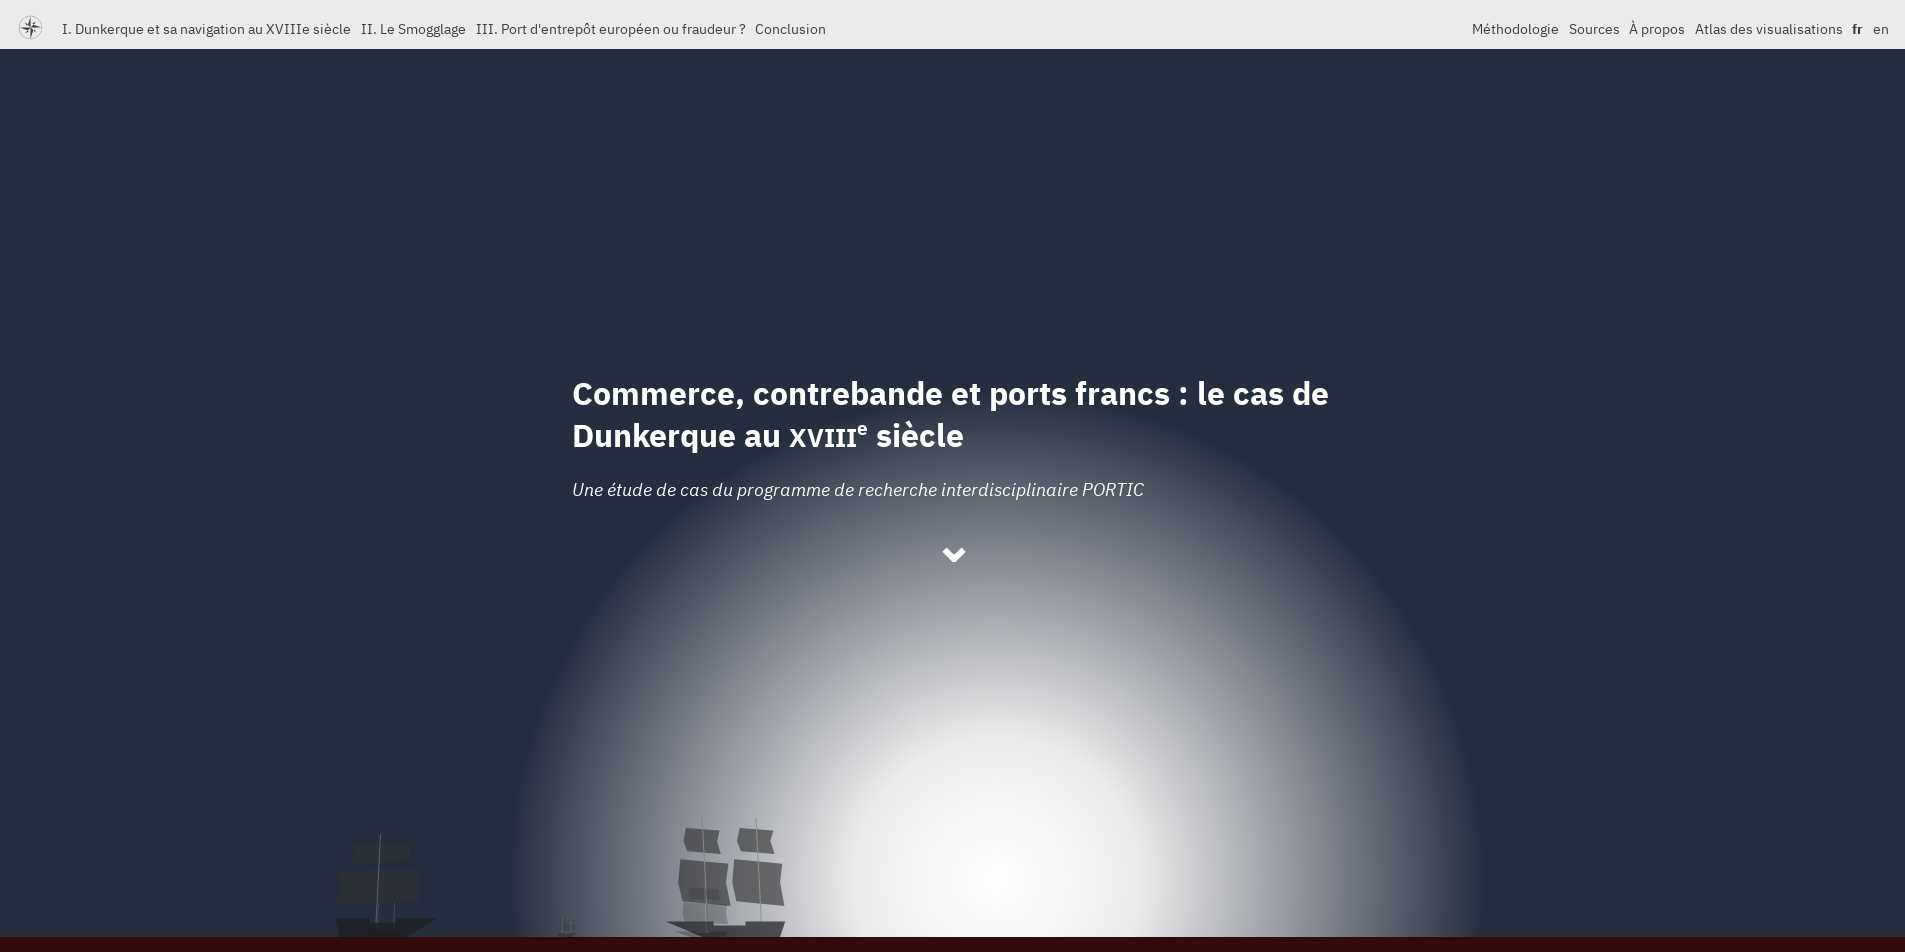 I. Dunkerque et sa navigation au XVIIIe siècle II. Le Smogglage III. Port d'entrepôt européen ou fraudeur ? Conclusion Méthodologie Sources À propos Atlas des visualisations fr en
Commerce, contrebande et ports francs : le cas de
Dunkerque au XVIIIe siècle
Une étude de cas du programme de recherche interdisciplinaire PORTIC